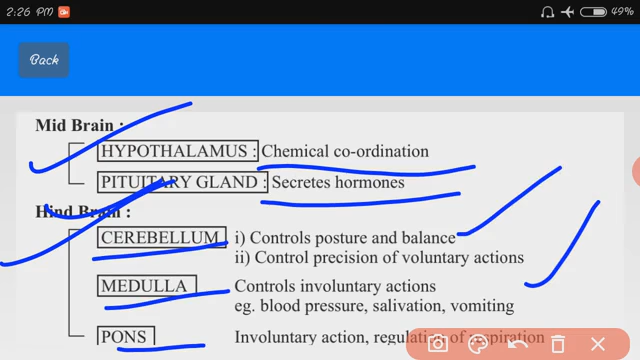 2:26 PM
49%
Back
Mid Brain :
HYPOTHALAMUS : Chemical co-ordination
PITUITARY GLAND : Secretes hormones
Hind Brain :
CEREBELLUM i) Controls posture and balance
ii) Control precision of voluntary actions
MEDULLA Controls involuntary actions
eg. blood pressure, salivation, vomiting
PONS Involuntary action, regulation of respiration